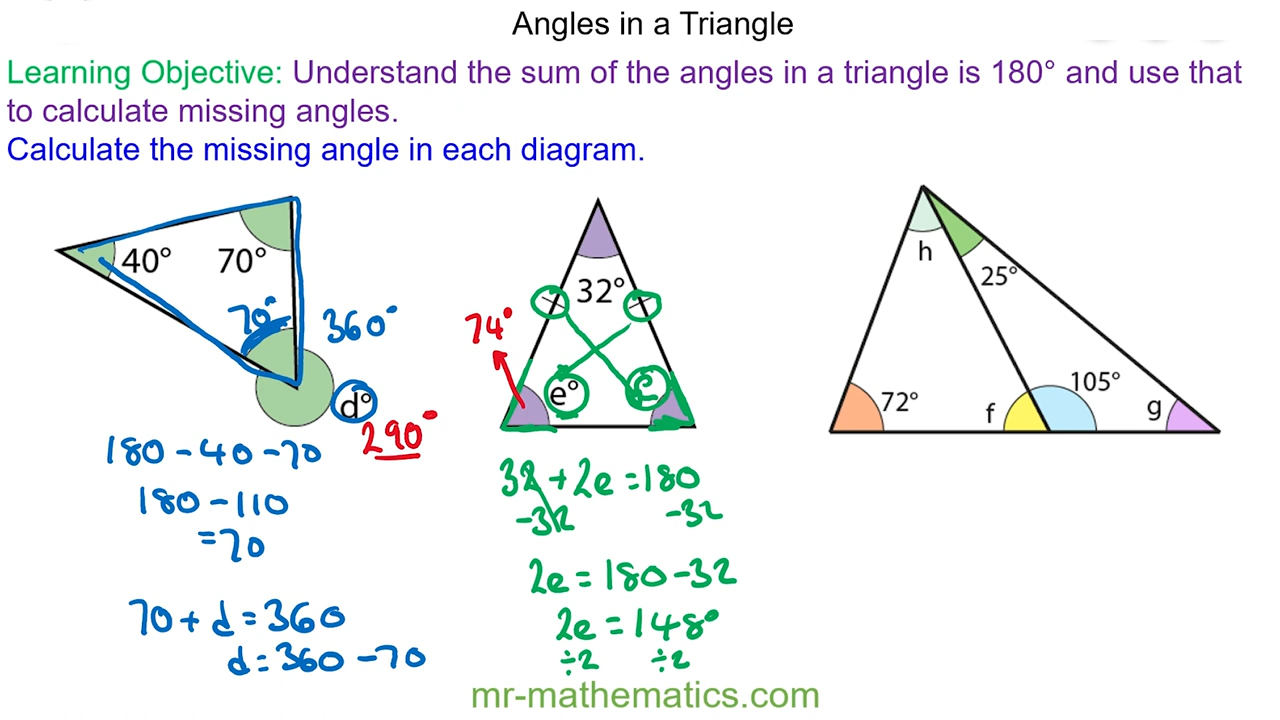 Angles in a Triangle
Learning Objective: Understand the sum of the angles in a triangle is 180° and use that
to calculate missing angles.
Calculate the missing angle in each diagram.
40°
70°
70°
360°
d°
290°
180 - 40 - 70
180 - 110
= 70
70 + d = 360
d = 360 - 70
32°
74°
e°
e
32 + 2e = 180
-32 -32
2e = 180 - 32
2e = 148°
÷2 ÷2
h
25°
72°
f
105°
g
mr-mathematics.com